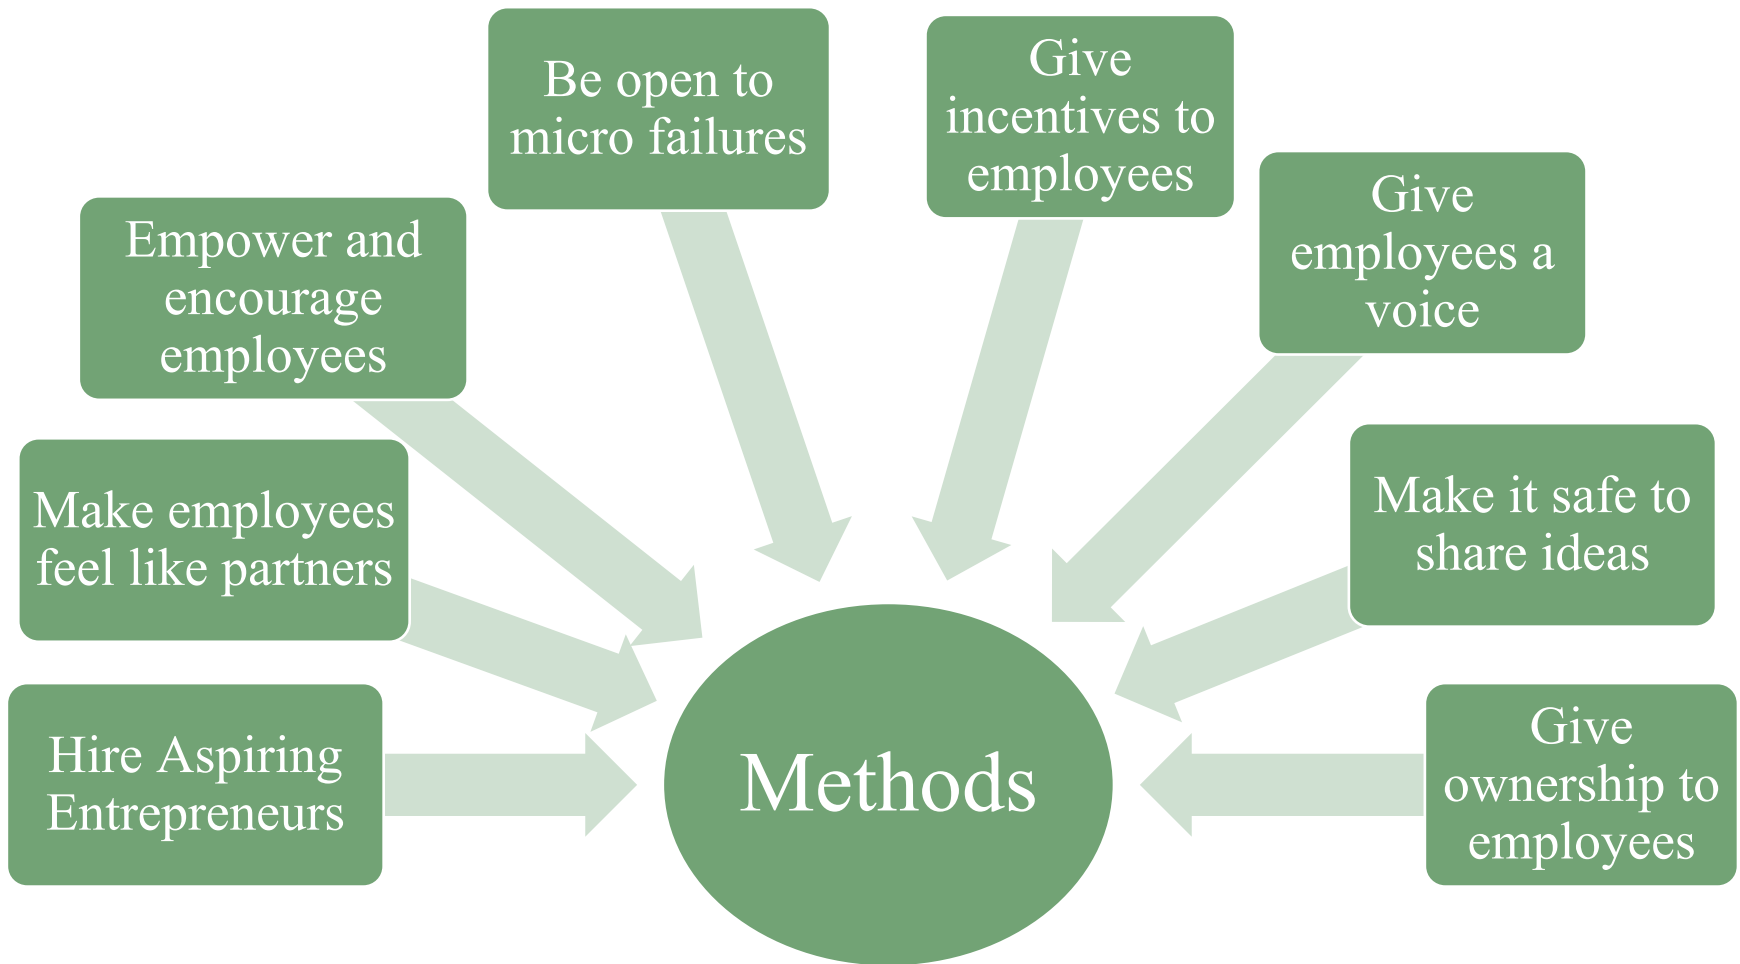 Be open to
micro failures
Give
incentives to
employees
Give
employees a
voice
Empower and
encourage
employees
Make it safe to
share ideas
Make employees
feel like partners
Hire Aspiring
Entrepreneurs
Methods
Give
ownership to
employees